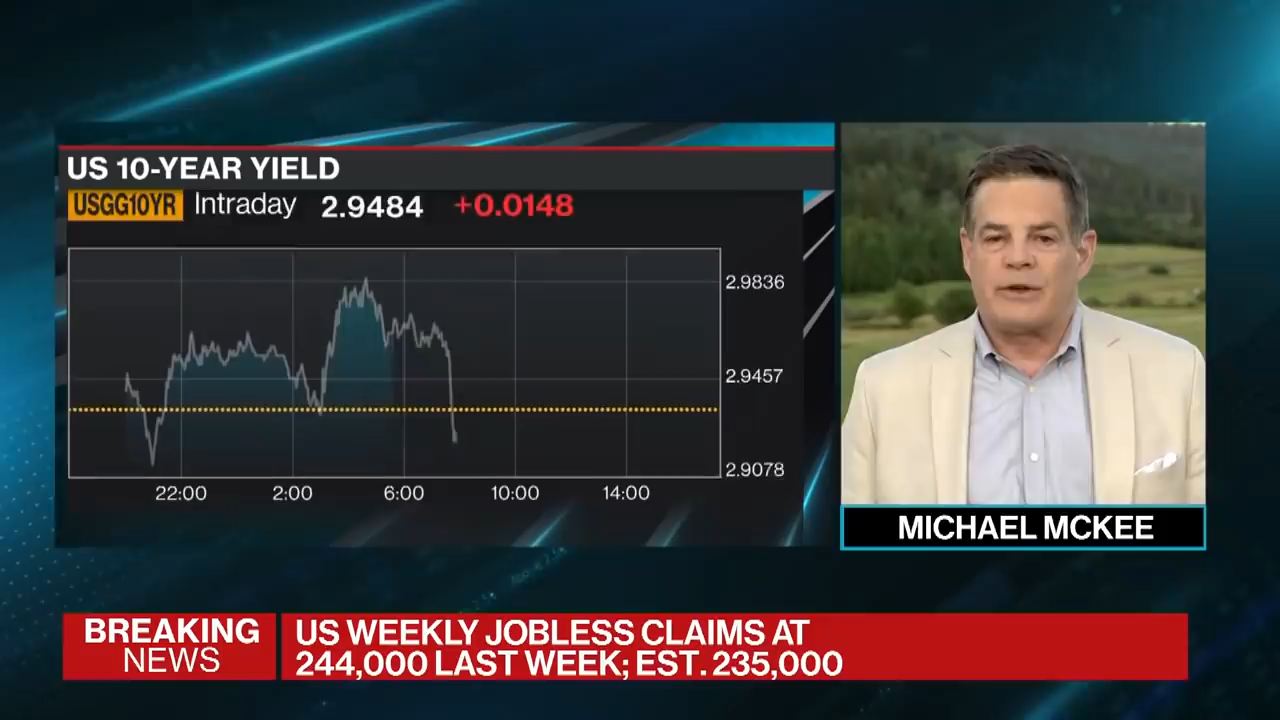 US 10-YEAR YIELD
USGG10YR Intraday 2.9484 +0.0148
2.9836
2.9457
2.9078
22:00 2:00 6:00 10:00 14:00
MICHAEL MCKEE
BREAKING
NEWS
US WEEKLY JOBLESS CLAIMS AT
244,000 LAST WEEK; EST. 235,000